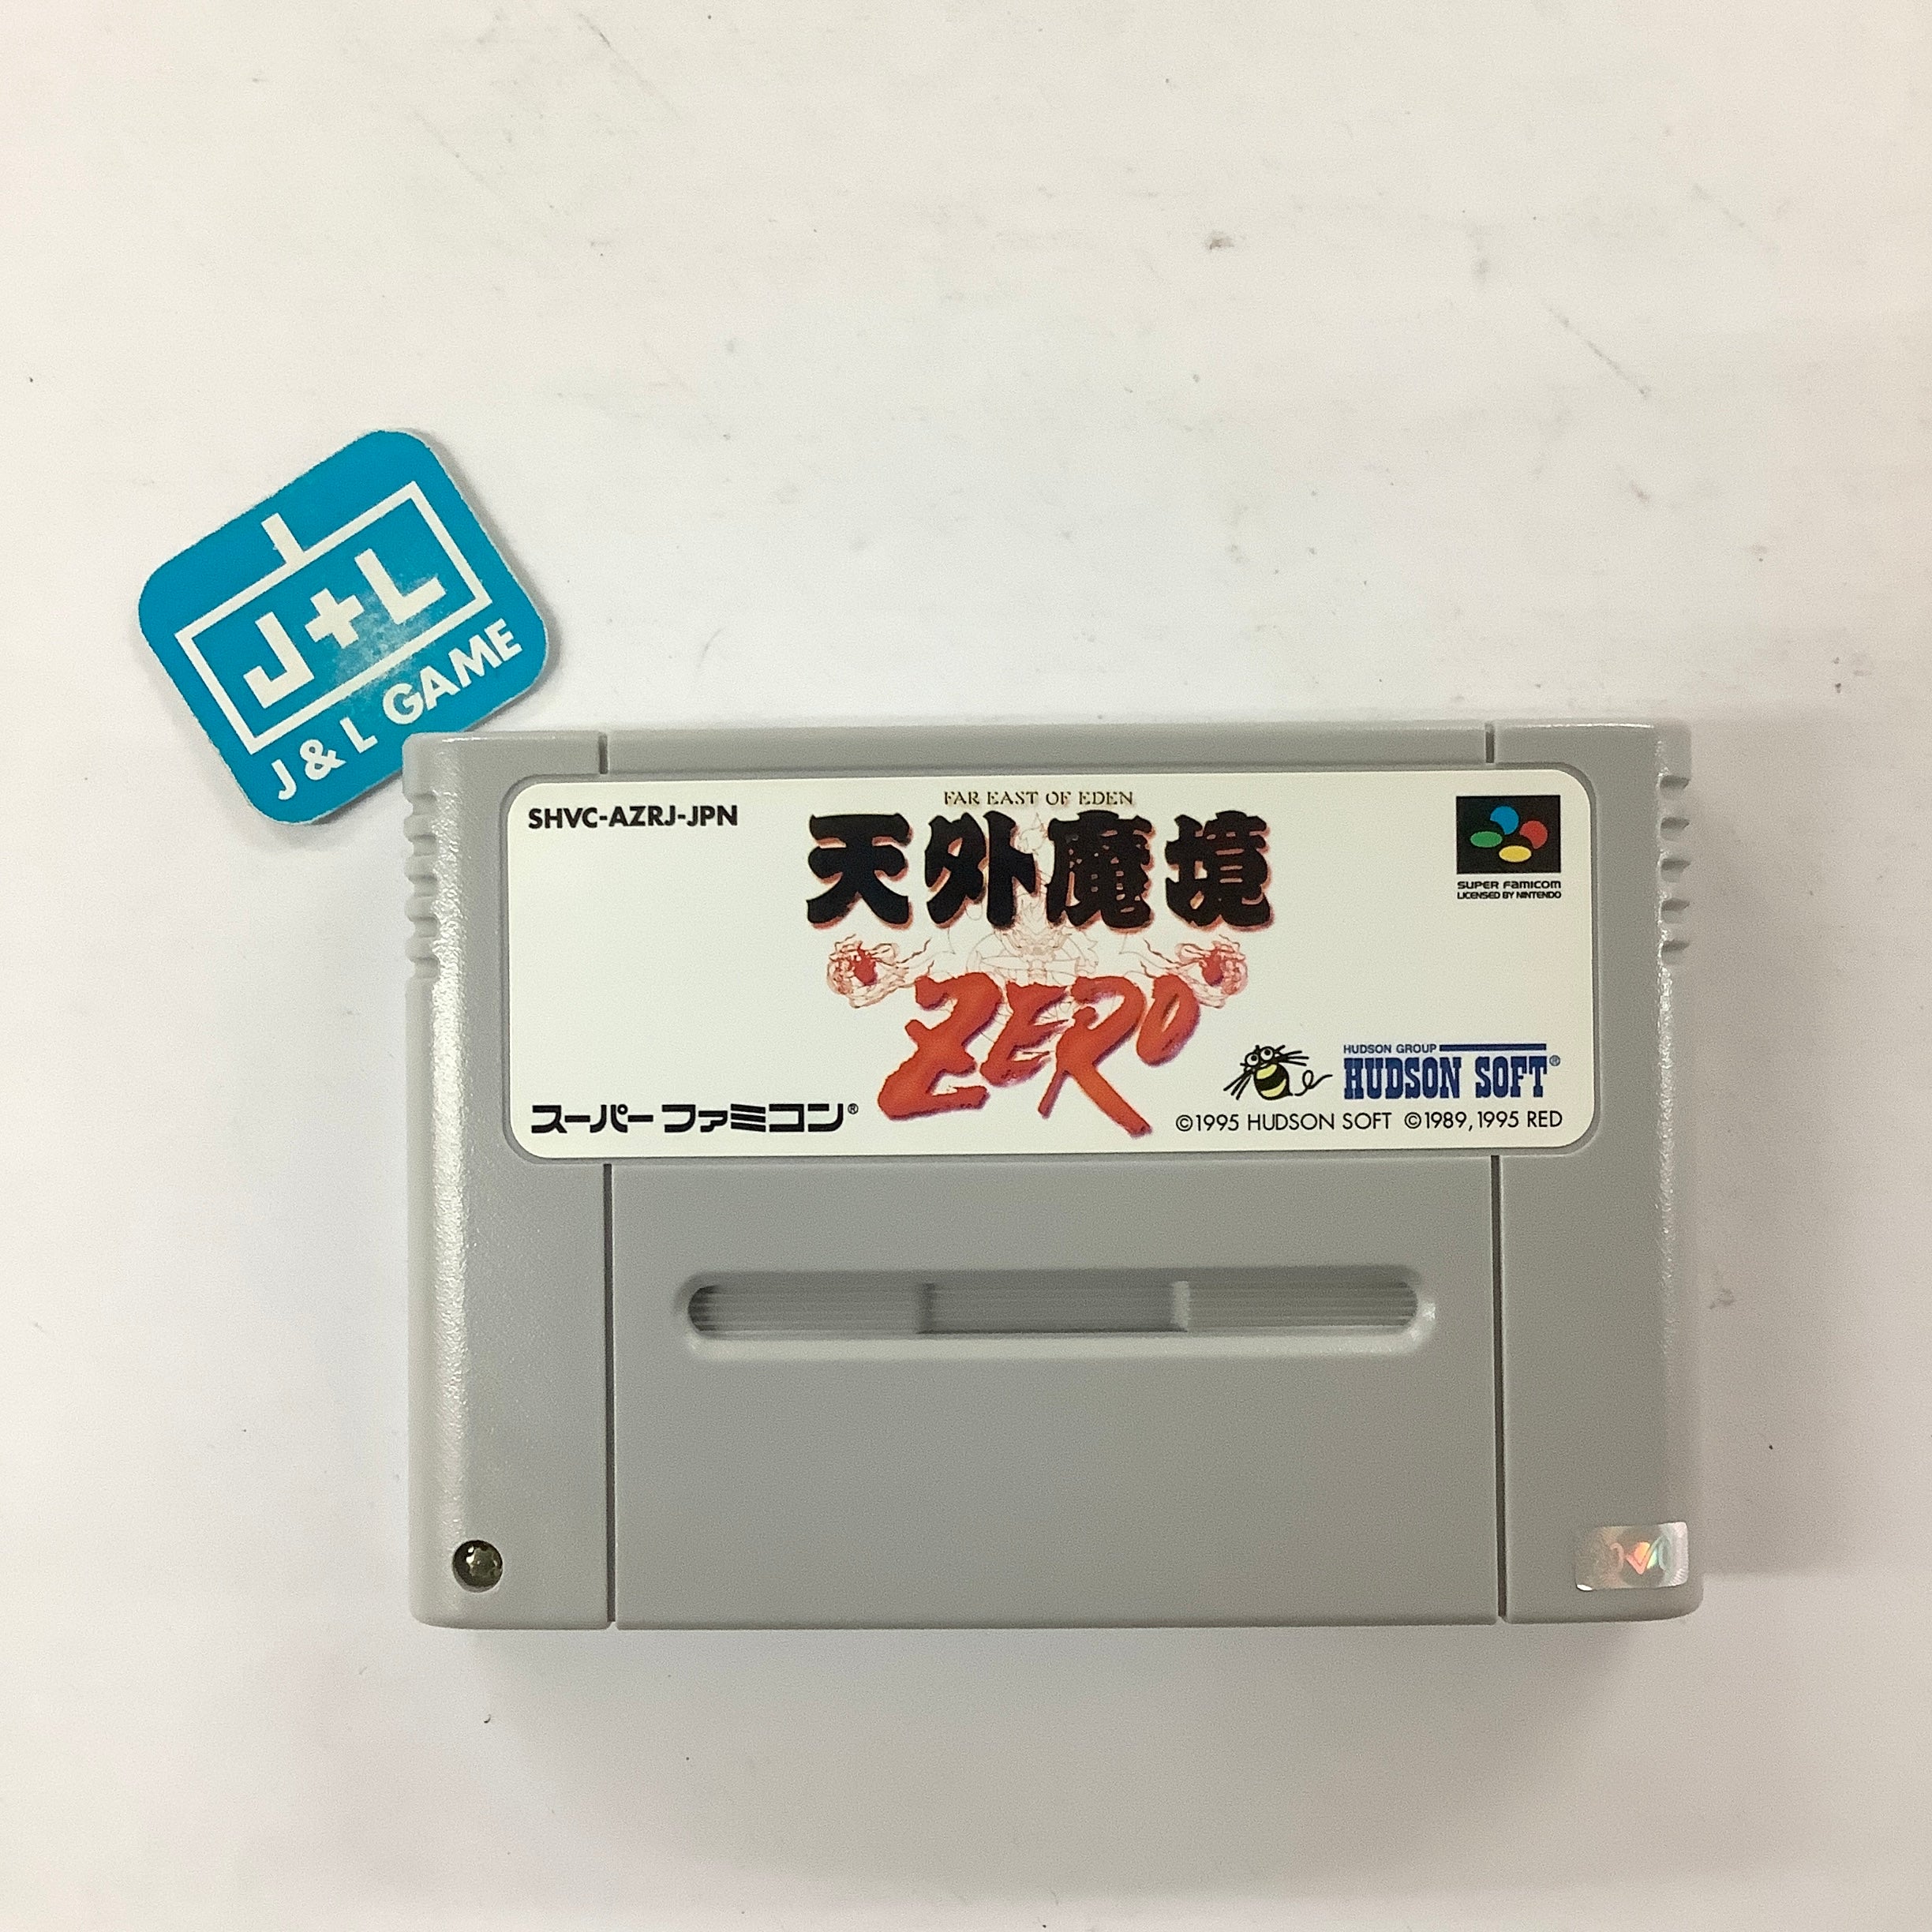 J+L
J & L GAME
SHVC-AZRJ-JPN
FAR EAST OF EDEN
天外魔境
ZERO
SUPER FAMICOM
LICENSED BY NINTENDO
HUDSON GROUP
HUDSON SOFT®
スーパーファミコン®
©1995 HUDSON SOFT ©1989, 1995 RED